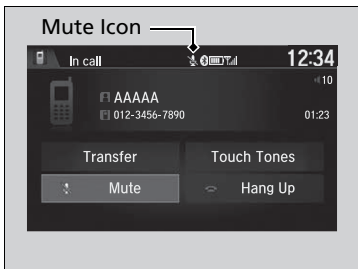 Mute Icon
In call 12:34
10
AAAAA
012-3456-7890 01:23
Transfer Touch Tones
Mute Hang Up